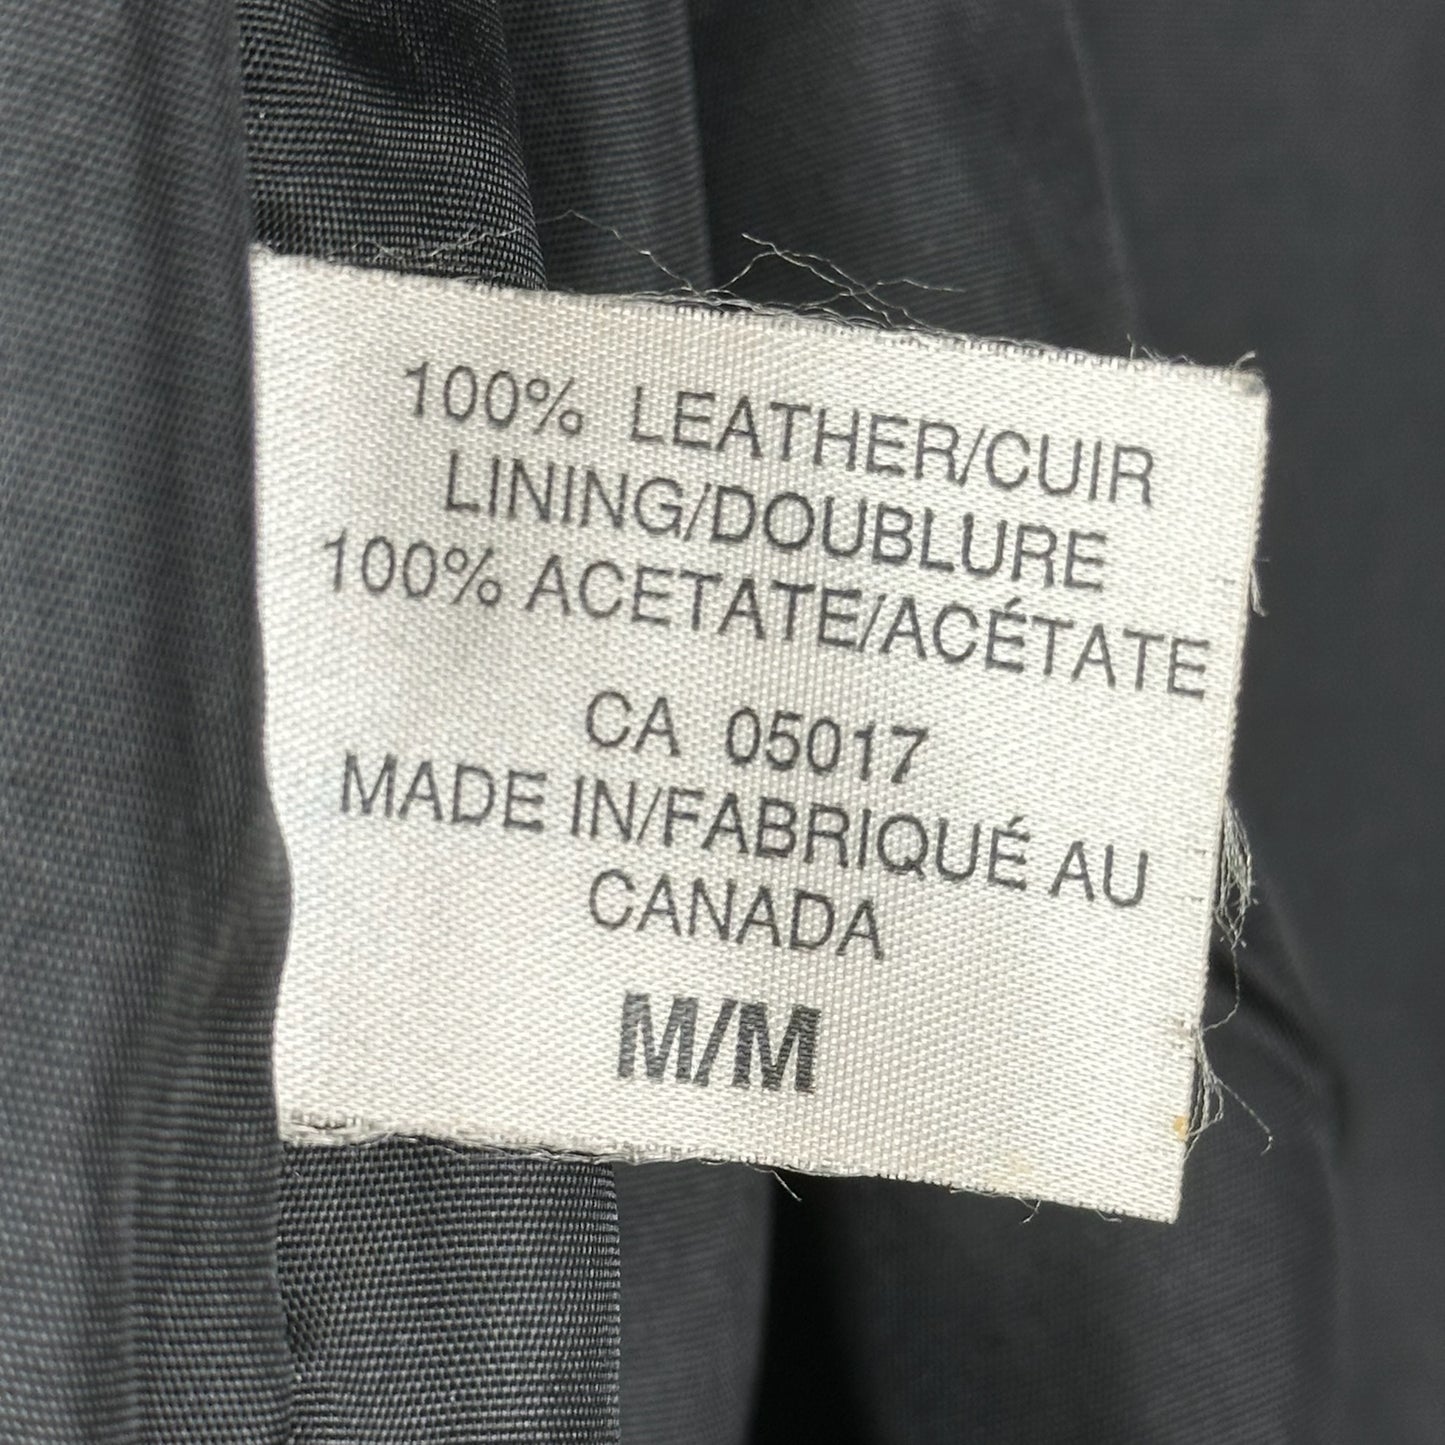 100% LEATHER/CUIR
LINING/DOUBLURE
100% ACETATE/ACÉTATE
CA 05017
MADE IN/FABRIQUÉ AU
CANADA
M/M